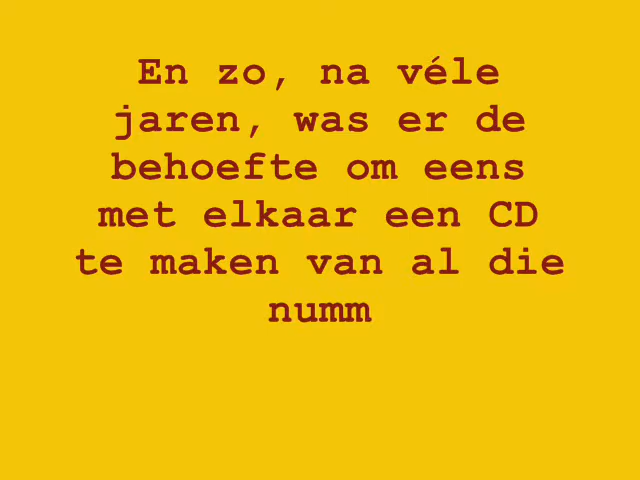 En zo, na véle
jaren, was er de
behoefte om eens
met elkaar een CD
te maken van al die
numm